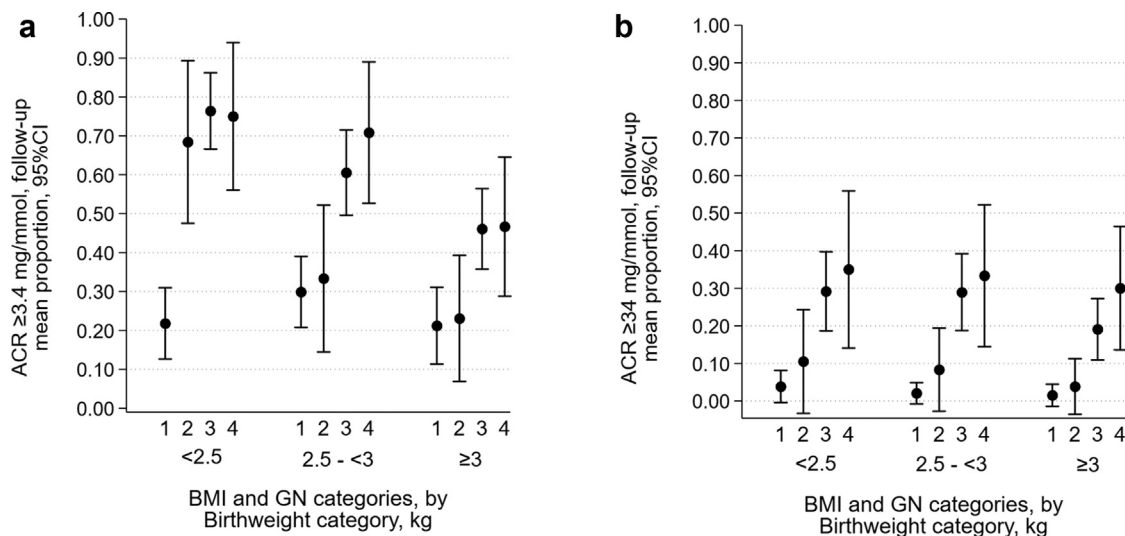 a
ACR ≥3.4 mg/mmol, follow-up
mean proportion, 95%CI
1.00
0.90
0.80
0.70
0.60
0.50
0.40
0.30
0.20
0.10
0.00
1 2 3 4 1 2 3 4 1 2 3 4
<2.5 2.5 - <3 ≥3
BMI and GN categories, by
Birthweight category, kg
b
ACR ≥34 mg/mmol, follow-up
mean proportion, 95%CI
1.00
0.90
0.80
0.70
0.60
0.50
0.40
0.30
0.20
0.10
0.00
1 2 3 4 1 2 3 4 1 2 3 4
<2.5 2.5 - <3 ≥3
BMI and GN categories, by
Birthweight category, kg